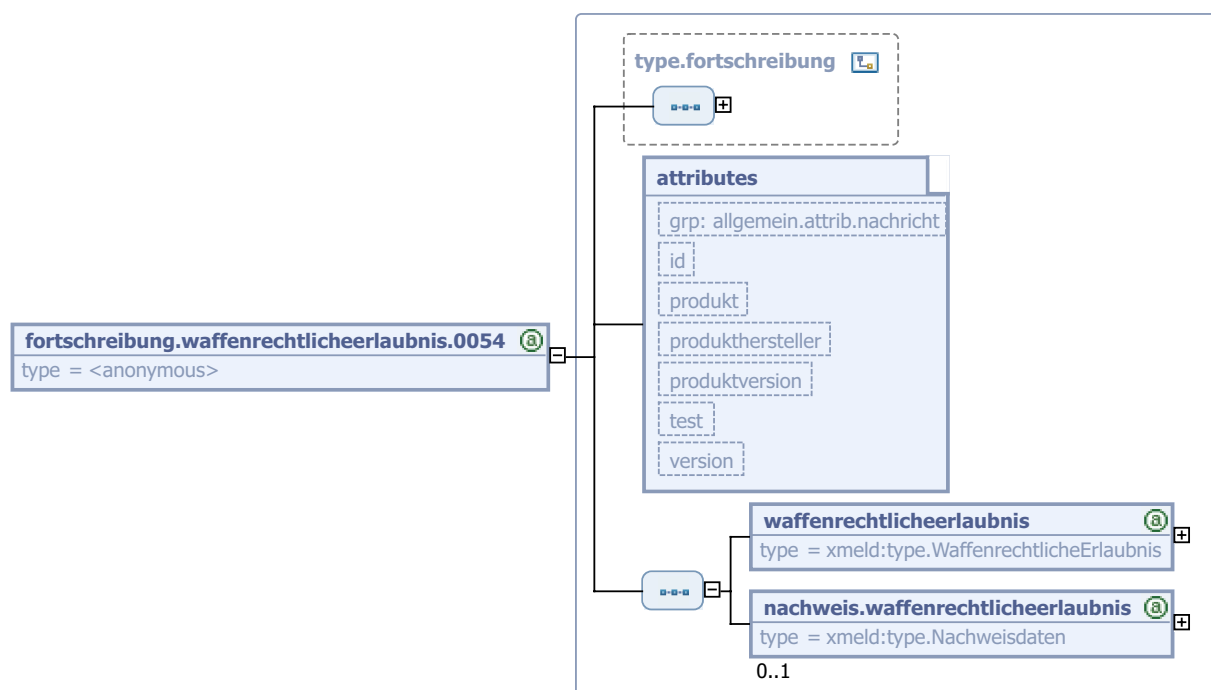 type.fortschreibung
attributes
grp: allgemein.attrib.nachricht
id
produkt
produkthersteller
produktversion
test
version
fortschreibung.waffenrechtlicheerlaubnis.0054 a
type = <anonymous>
waffenrechtlicheerlaubnis a
type = xmeld:type.WaffenrechtlicheErlaubnis
nachweis.waffenrechtlicheerlaubnis a
type = xmeld:type.Nachweisdaten
0..1